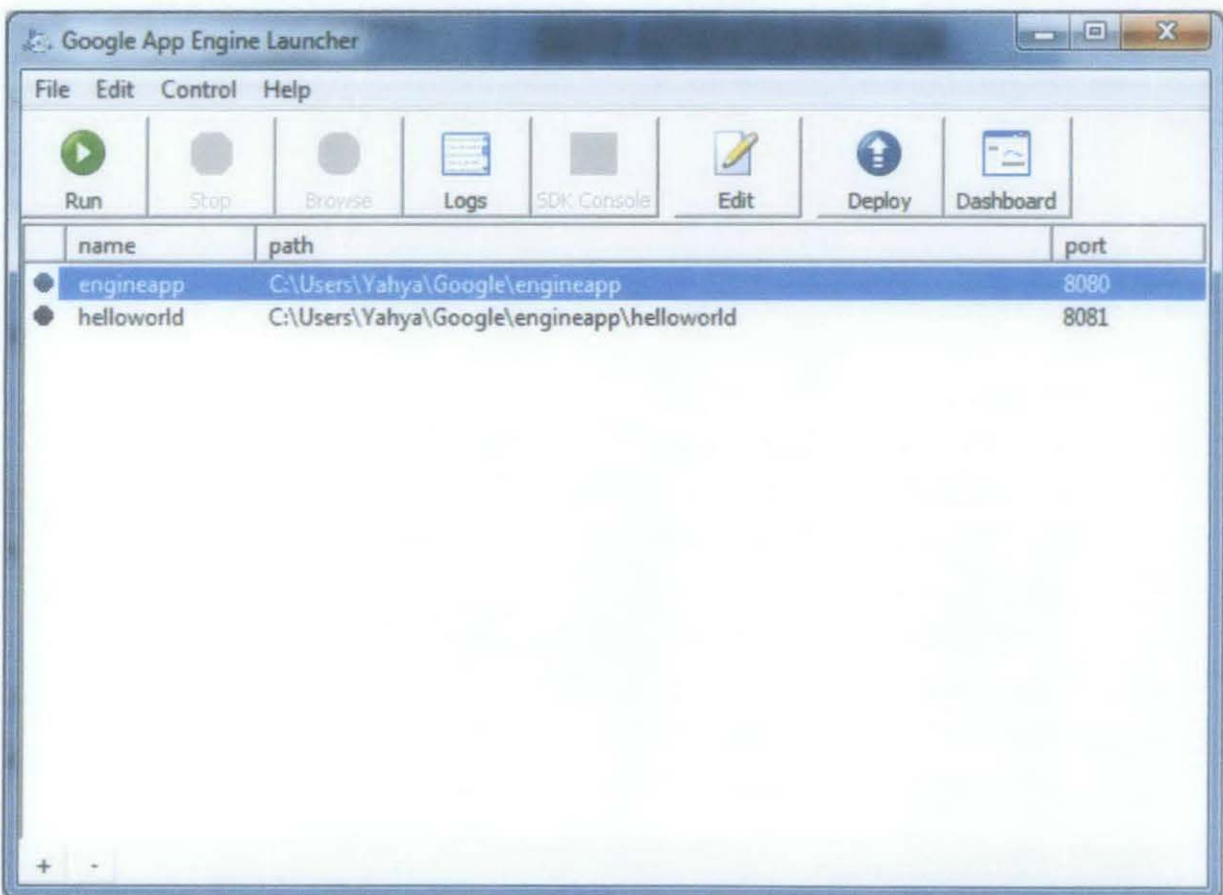 Google App Engine Launcher
File Edit Control Help
Run Stop Browse Logs SDK Console Edit Deploy Dashboard
name path port
engineapp C:\Users\Yahya\Google\engineapp 8080
helloworld C:\Users\Yahya\Google\engineapp\helloworld 8081
+ -